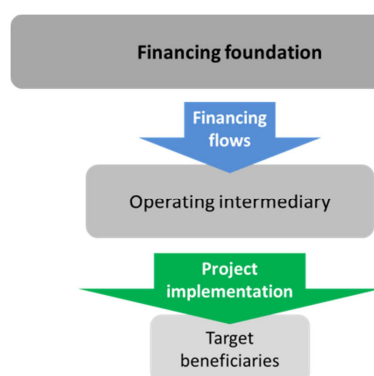 Financing foundation
Financing
flows
Operating intermediary
Project
implementation
Target
beneficiaries